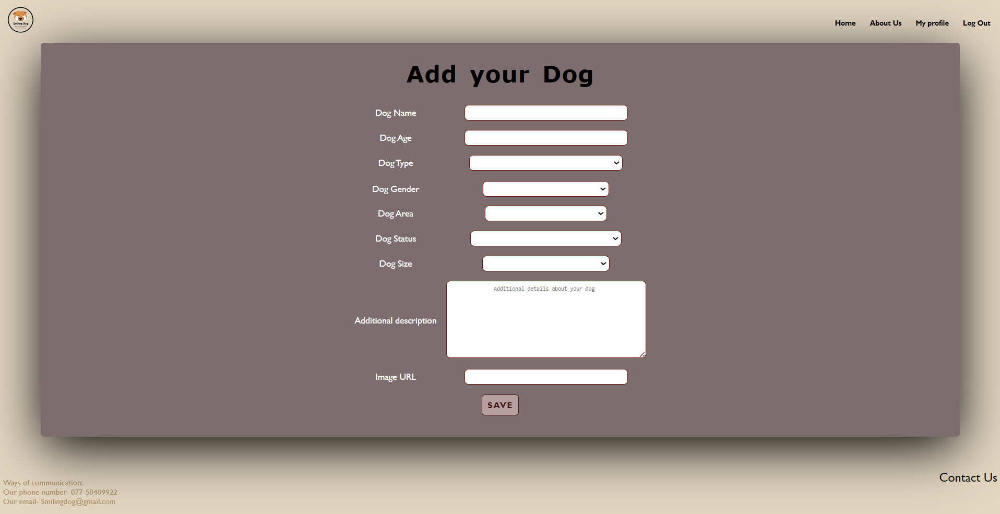 Smiling Dog
Home About Us My profile Log Out
Add your Dog
Dog Name
Dog Age
Dog Type
Dog Gender
Dog Area
Dog Status
Dog Size
Additional details about your dog
Additional description
Image URL
SAVE
Contact Us
Ways of communication:
Our phone number- 077-50409922
Our email- Smilingdog@gmail.com